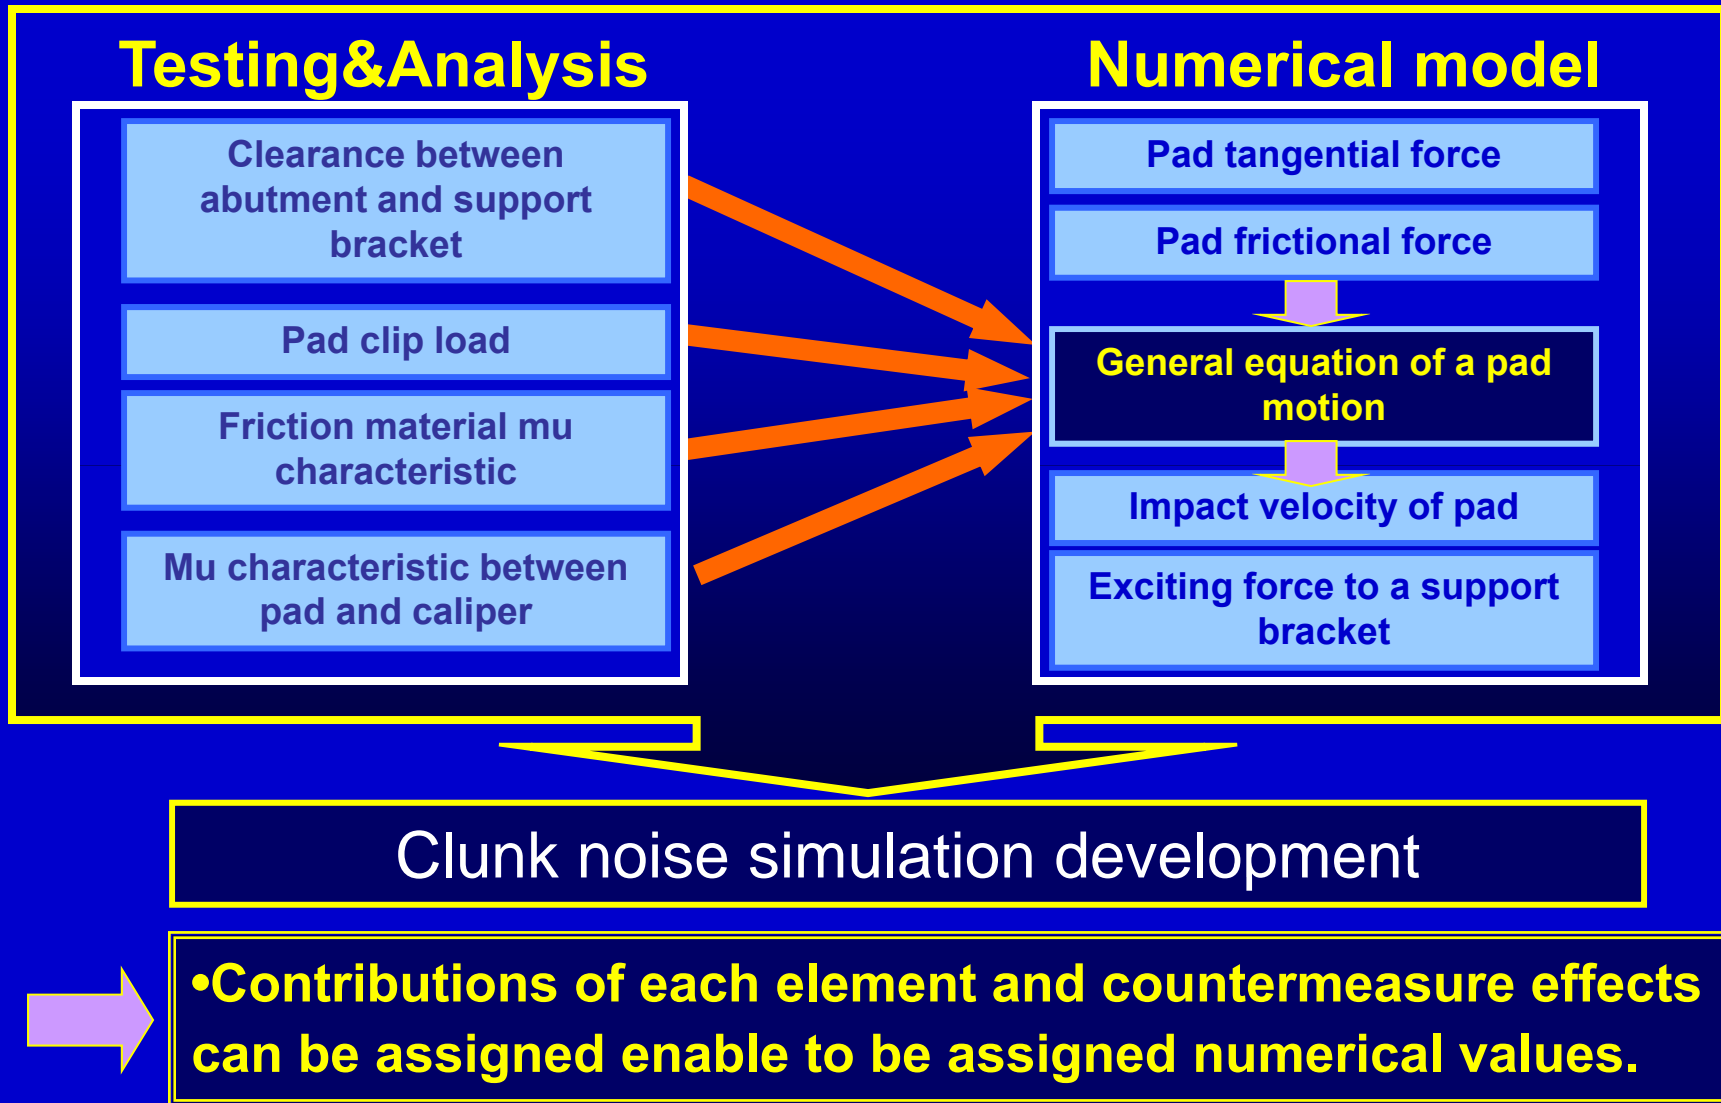 Testing&Analysis
Clearance between
abutment and support
bracket
Pad clip load
Friction material mu
characteristic
Mu characteristic between
pad and caliper
Numerical model
Pad tangential force
Pad frictional force
General equation of a pad
motion
Impact velocity of pad
Exciting force to a support
bracket
Clunk noise simulation development
•Contributions of each element and countermeasure effects
can be assigned enable to be assigned numerical values.